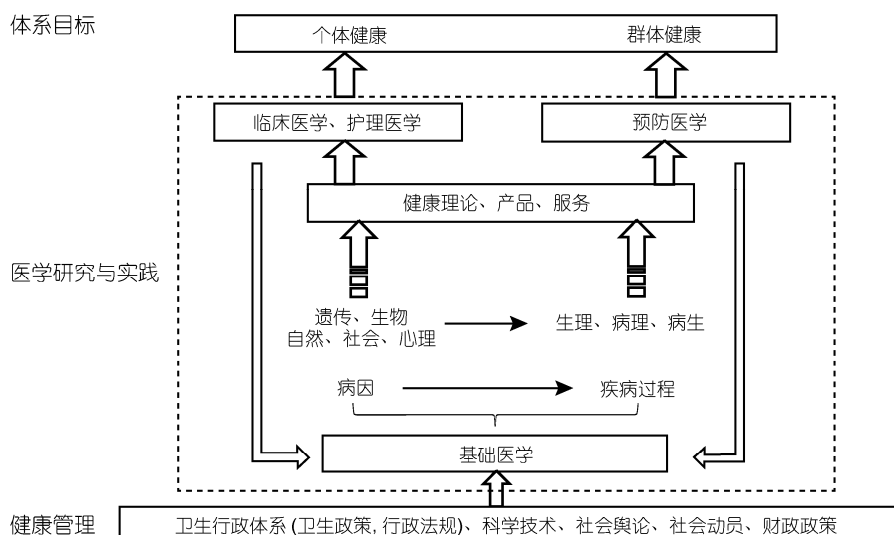 体系目标
个体健康
群体健康
临床医学、护理医学
预防医学
健康理论、产品、服务
医学研究与实践
遗传、生物
自然、社会、心理
生理、病理、病生
病因
疾病过程
基础医学
健康管理
卫生行政体系 (卫生政策, 行政法规)、科学技术、社会舆论、社会动员、财政政策